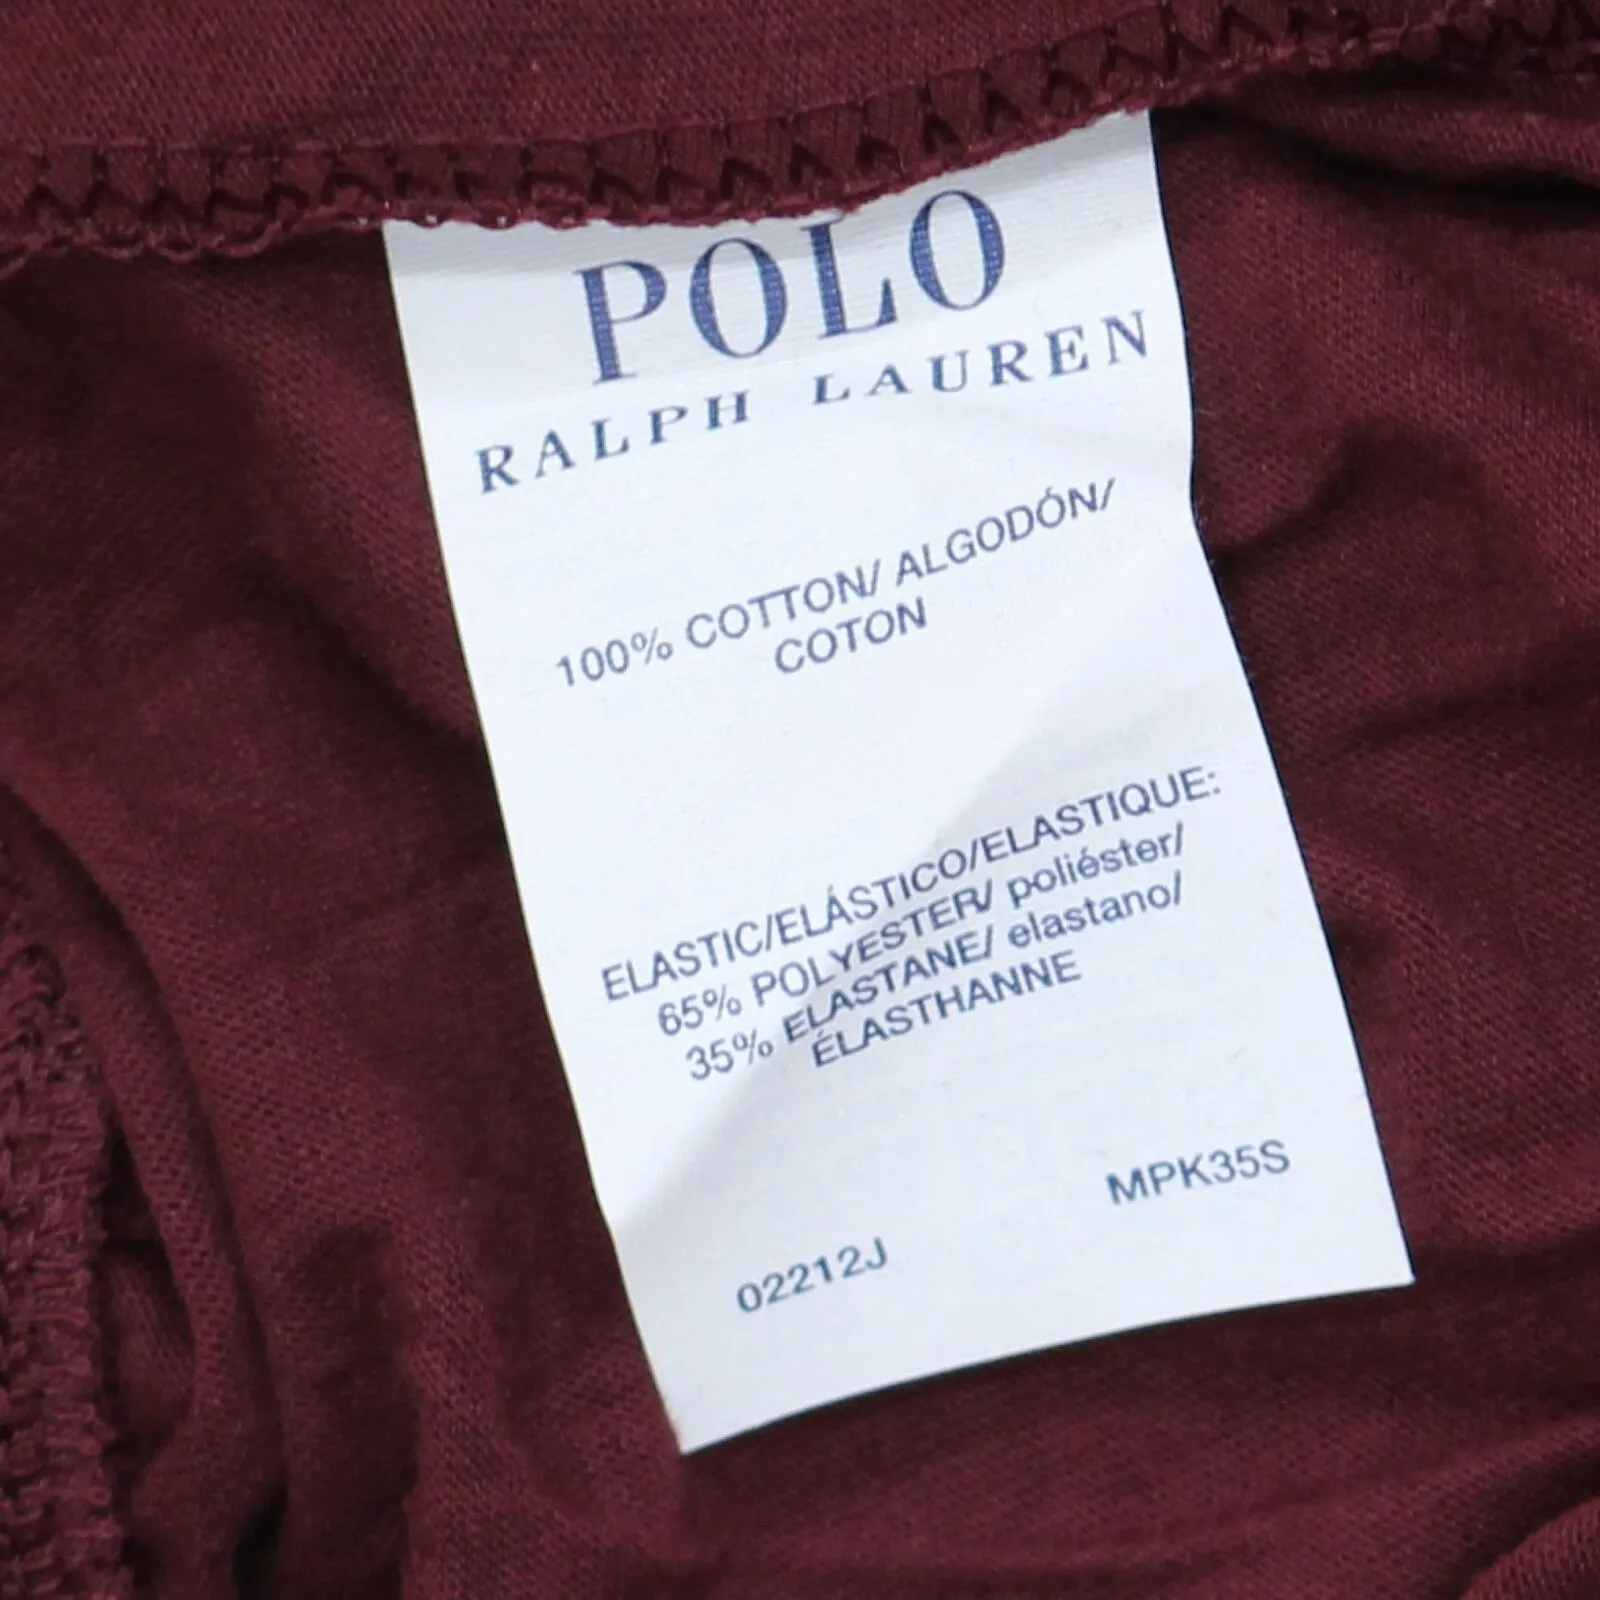 POLO
RALPH LAUREN
100% COTTON/ ALGODÓN/
COTON
ELASTIC/ELÁSTICO/ELASTIQUE:
65% POLYESTER/ poliéster/
35% ELASTANE/ elastano/
ÉLASTHANNE
MPK35S
02212J